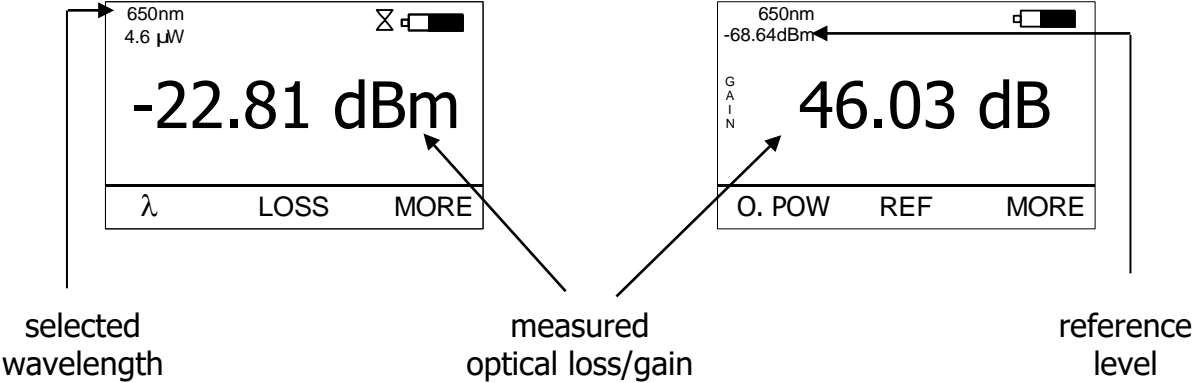 650nm
4.6 µW
-22.81 dBm
λ LOSS MORE
650nm
-68.64dBm
GAIN
46.03 dB
O. POW REF MORE
selected
wavelength
measured
optical loss/gain
reference
level